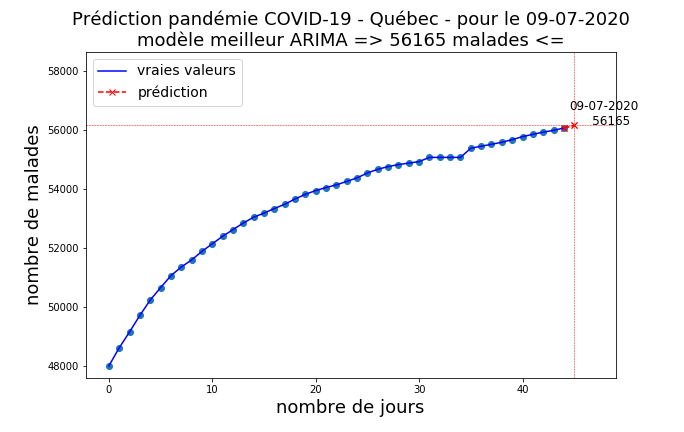 Prédiction pandémie COVID-19 - Québec - pour le 09-07-2020
modèle meilleur ARIMA => 56165 malades <=
vraies valeurs
prédiction
09-07-2020
56165
nombre de malades
58000
56000
54000
52000
50000
48000
0 10 20 30 40
nombre de jours